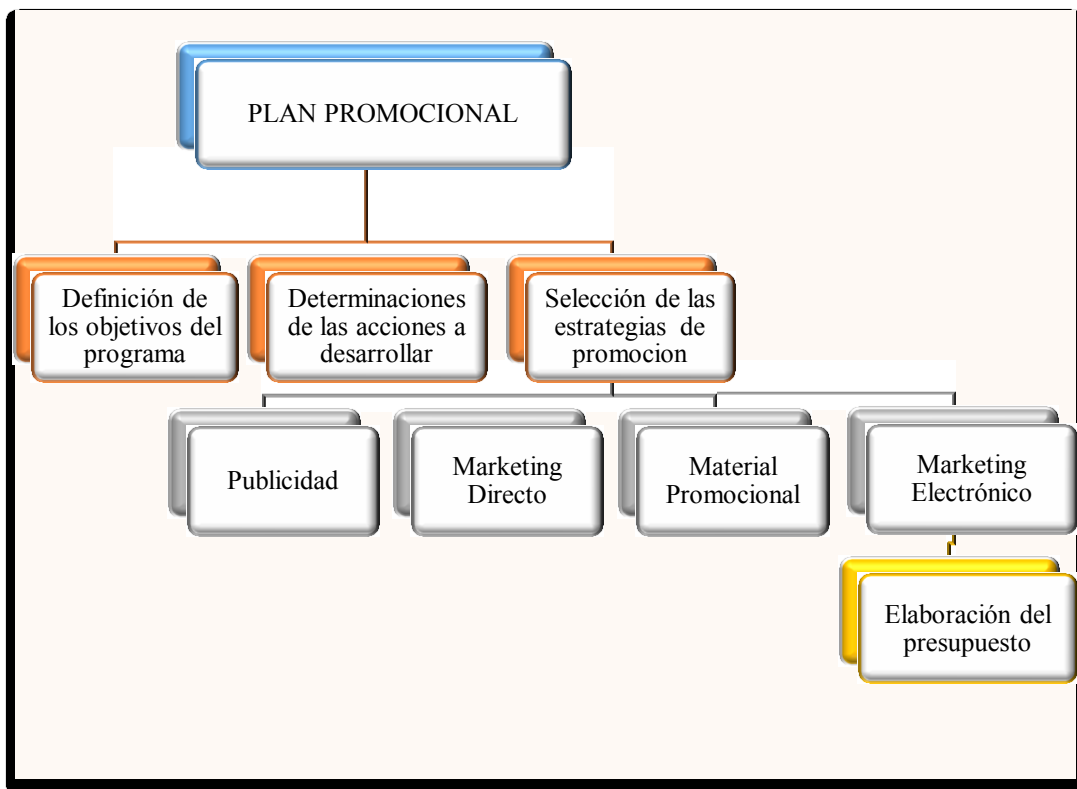 PLAN PROMOCIONAL
Definición de
los objetivos del
programa
Determinaciones
de las acciones a
desarrollar
Selección de las
estrategias de
promocion
Publicidad
Marketing
Directo
Material
Promocional
Marketing
Electrónico
Elaboración del
presupuesto